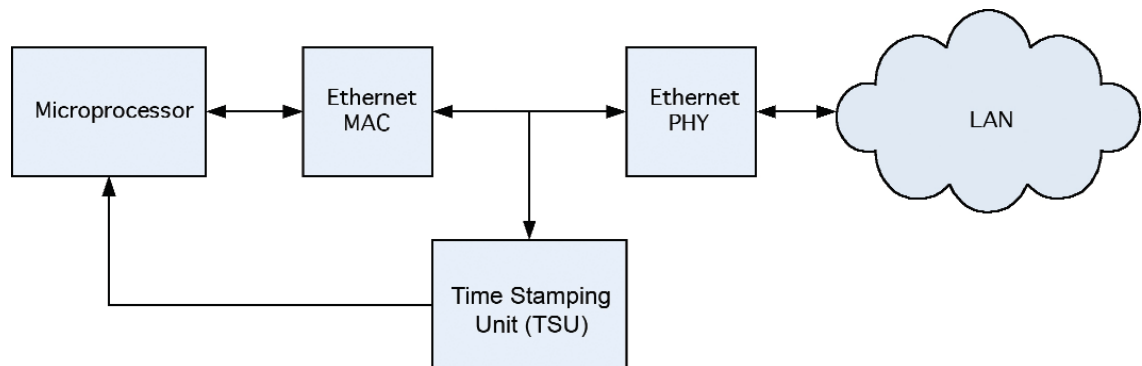 Microprocessor
Ethernet
MAC
Ethernet
PHY
LAN
Time Stamping
Unit (TSU)